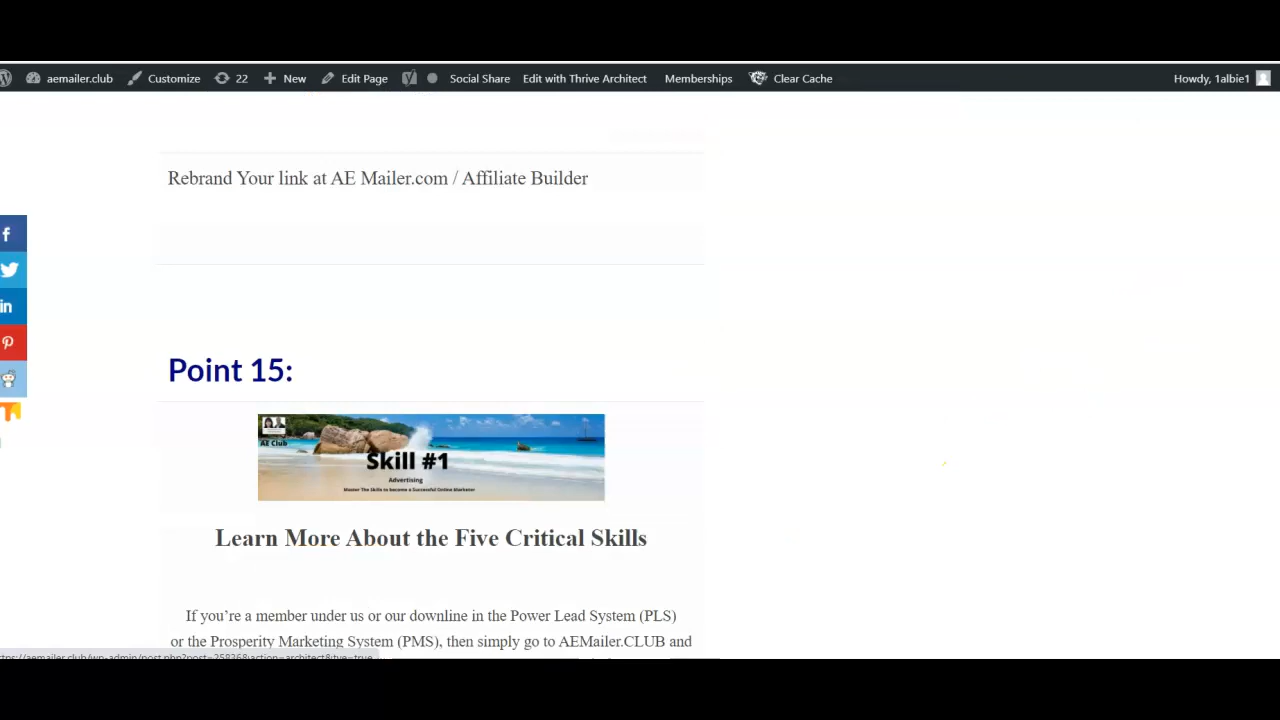 aemailer.club Customize 22 New Edit Page Social Share Edit with Thrive Architect Memberships Clear Cache Howdy, 1albie1
Rebrand Your link at AE Mailer.com / Affiliate Builder
Point 15:
AE Club
Skill #1
Advertising
Master The Skills to become a Successful Online Marketer
Learn More About the Five Critical Skills
If you’re a member under us or our downline in the Power Lead System (PLS)
or the Prosperity Marketing System (PMS), then simply go to AEMailer.CLUB and